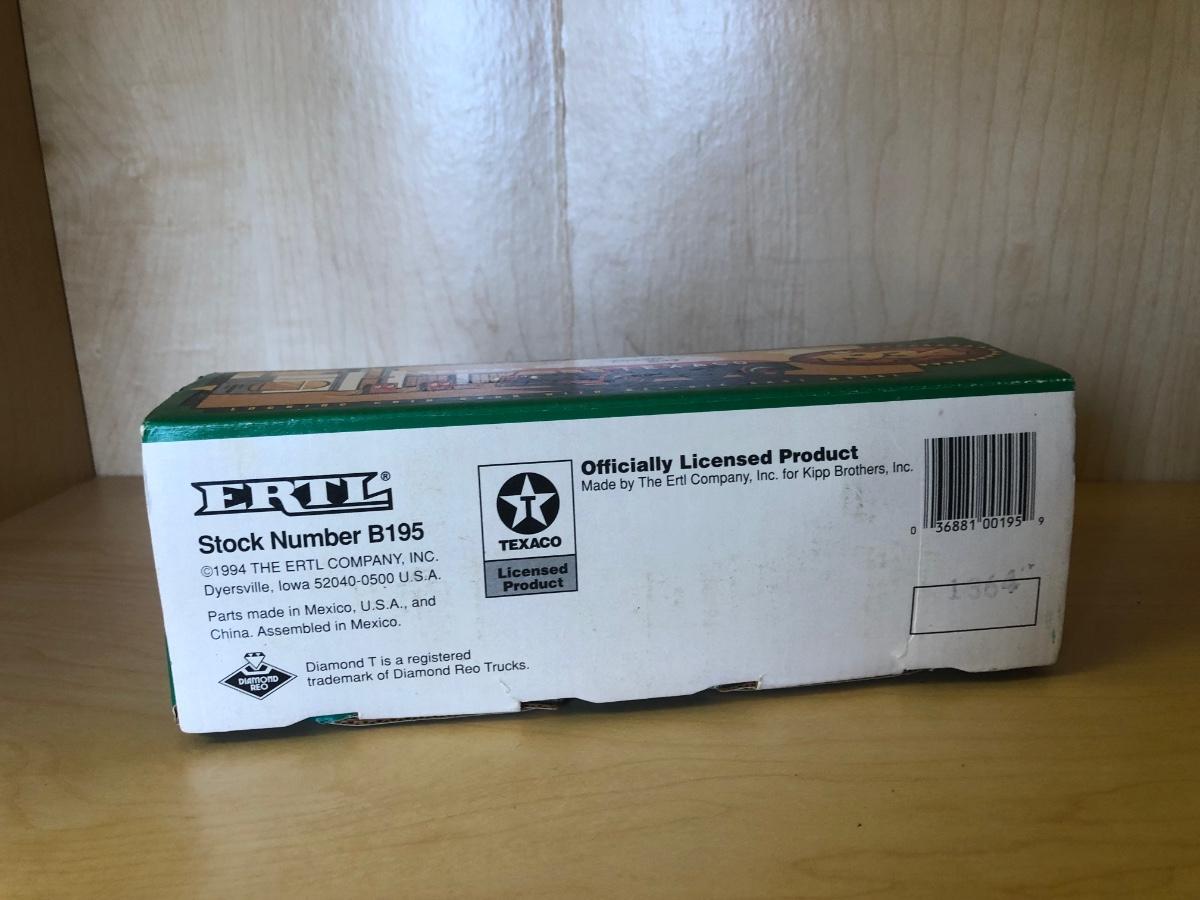 ERTL®
Stock Number B195
©1994 THE ERTL COMPANY, INC.
Dyersville, Iowa 52040-0500 U.S.A.
Parts made in Mexico, U.S.A., and
China. Assembled in Mexico.
DIAMOND
REO
Diamond T is a registered
trademark of Diamond Reo Trucks.
T
TEXACO
Licensed
Product
Officially Licensed Product
Made by The Ertl Company, Inc. for Kipp Brothers, Inc.
0 36881 00195 9